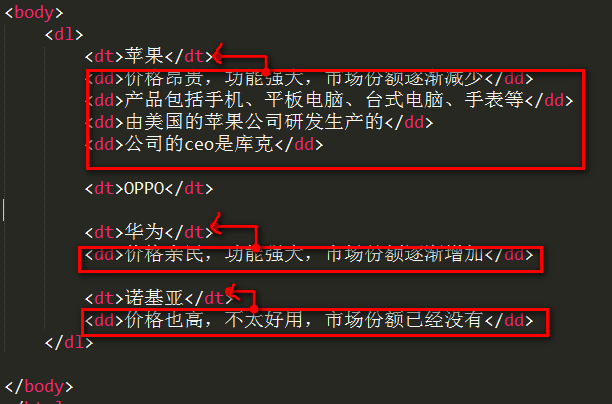 <body>
<dl>
<dt>苹果</dt>
<dd>价格昂贵，功能强大，市场份额逐渐减少</dd>
<dd>产品包括手机、平板电脑、台式电脑、手表等</dd>
<dd>由美国的苹果公司研发生产的</dd>
<dd>公司的ceo是库克</dd>
<dt>OPPO</dt>
<dt>华为</dt>
<dd>价格亲民，功能强大，市场份额逐渐增加</dd>
<dt>诺基亚</dt>
<dd>价格也高，不太好用，市场份额已经没有</dd>
</dl>
</body>